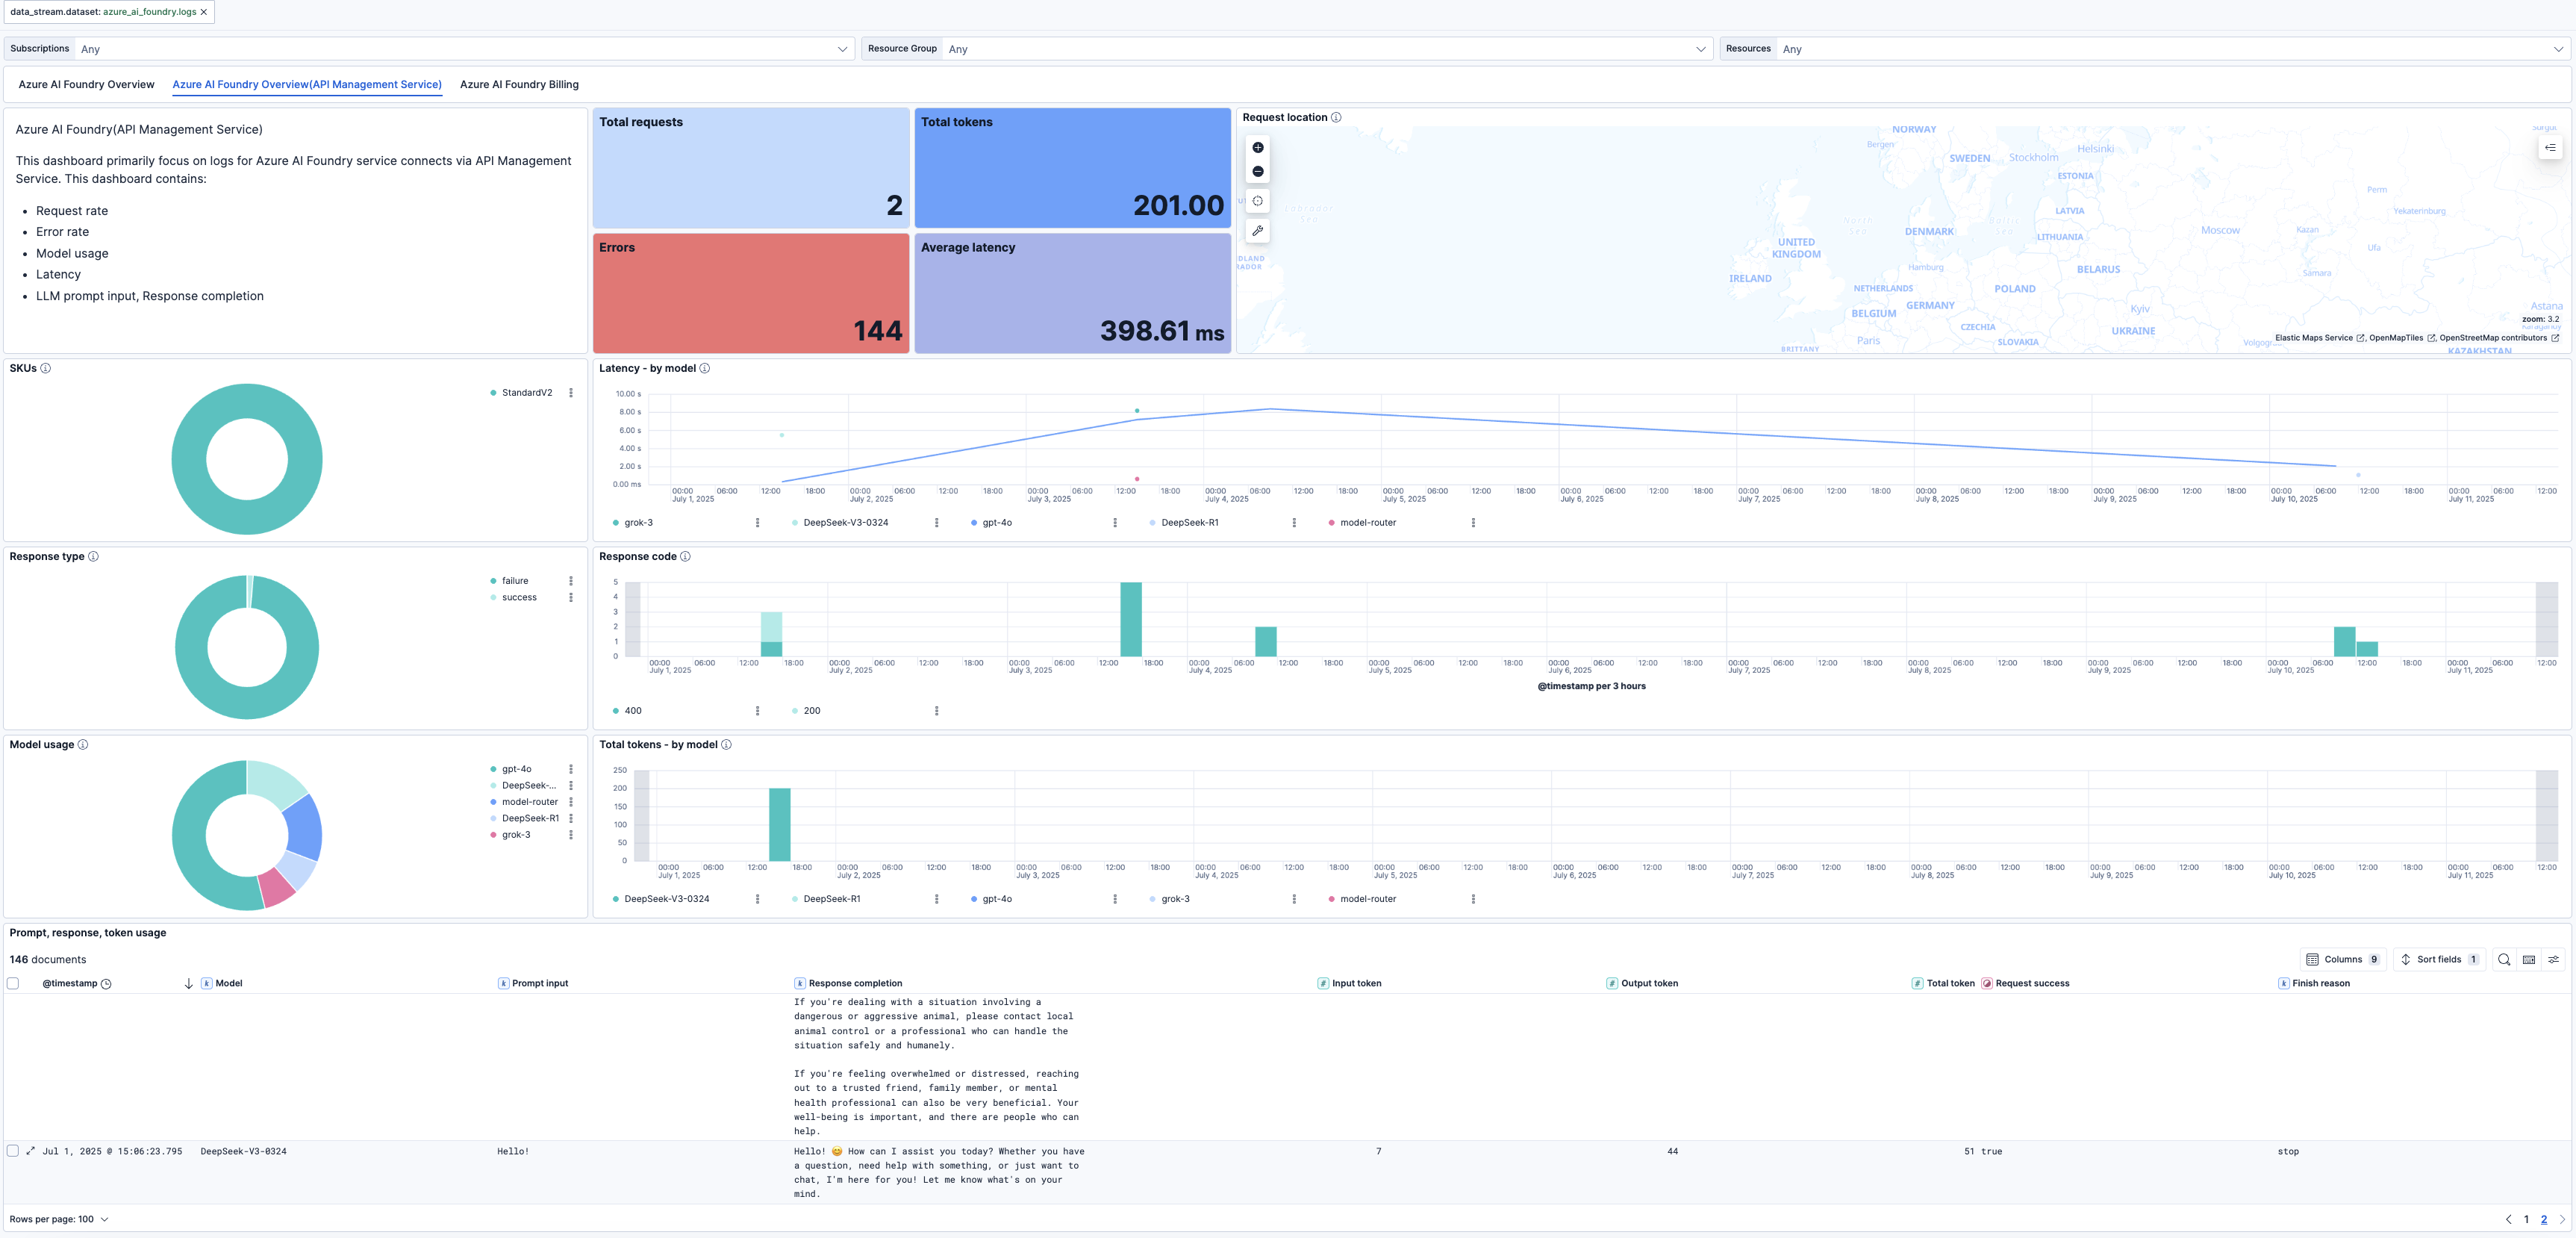 data_stream.dataset: azure_ai_foundry.logs ×
Subscriptions Any
Resource Group Any
Resources Any
Azure AI Foundry Overview
Azure AI Foundry Overview(API Management Service)
Azure AI Foundry Billing
Azure AI Foundry(API Management Service)
This dashboard primarily focus on logs for Azure AI Foundry service connects via API Management
Service. This dashboard contains:
• Request rate
• Error rate
• Model usage
• Latency
• LLM prompt input, Response completion
Total requests
2
Total tokens
201.00
Errors
144
Average latency
398.61 ms
Request location
NORWAY
Bergen
SWEDEN
Stockholm
Helsinki
ESTONIA
Labrador
Sea
North
Sea
Baltic
Sea
LATVIA
Perm
Yekaterinburg
Surgut
UNITED
KINGDOM
DENMARK
LITHUANIA
Moscow
Kazan
Ufa
DLAND
RADOR
IRELAND
Hamburg
BELARUS
Samara
NETHERLANDS
POLAND
GERMANY
BELGIUM
Kyiv
Astana
CZECHIA
UKRANE
Paris
SLOVAKIA
BRITTANY
KAZAKHSTAN
zoom: 3.2
Elastic Maps Service , OpenMapTiles , OpenStreetMap contributors
SKUs
StandardV2
Latency - by model
10.00 s
8.00 s
6.00 s
4.00 s
2.00 s
0.00 ms
00:00 06:00 12:00 18:00 00:00 06:00 12:00 18:00 00:00 06:00 12:00 18:00 00:00 06:00 12:00 18:00 00:00 06:00 12:00 18:00 00:00 06:00 12:00 18:00 00:00 06:00 12:00 18:00 00:00 06:00 12:00 18:00 00:00 06:00 12:00 18:00 00:00 06:00 12:00 18:00 00:00 06:00 12:00
July 1, 2025 July 2, 2025 July 3, 2025 July 4, 2025 July 5, 2025 July 6, 2025 July 7, 2025 July 8, 2025 July 9, 2025 July 10, 2025 July 11, 2025
grok-3 DeepSeek-V3-0324 gpt-4o DeepSeek-R1 model-router
Response type
failure
success
Response code
5
4
3
2
1
0
00:00 06:00 12:00 18:00 00:00 06:00 12:00 18:00 00:00 06:00 12:00 18:00 00:00 06:00 12:00 18:00 00:00 06:00 12:00 18:00 00:00 06:00 12:00 18:00 00:00 06:00 12:00 18:00 00:00 06:00 12:00 18:00 00:00 06:00 12:00 18:00 00:00 06:00 12:00 18:00 00:00 06:00 12:00
July 1, 2025 July 2, 2025 July 3, 2025 July 4, 2025 July 5, 2025 July 6, 2025 July 7, 2025 July 8, 2025 July 9, 2025 July 10, 2025 July 11, 2025
@timestamp per 3 hours
400 200
Model usage
gpt-4o
DeepSeek-...
model-router
DeepSeek-R1
grok-3
Total tokens - by model
250
200
150
100
50
0
00:00 06:00 12:00 18:00 00:00 06:00 12:00 18:00 00:00 06:00 12:00 18:00 00:00 06:00 12:00 18:00 00:00 06:00 12:00 18:00 00:00 06:00 12:00 18:00 00:00 06:00 12:00 18:00 00:00 06:00 12:00 18:00 00:00 06:00 12:00 18:00 00:00 06:00 12:00 18:00 00:00 06:00 12:00
July 1, 2025 July 2, 2025 July 3, 2025 July 4, 2025 July 5, 2025 July 6, 2025 July 7, 2025 July 8, 2025 July 9, 2025 July 10, 2025 July 11, 2025
DeepSeek-V3-0324 DeepSeek-R1 gpt-4o grok-3 model-router
Prompt, response, token usage
146 documents
Columns 9 Sort fields 1
@timestamp k Model k Prompt input k Response completion # Input token # Output token # Total token Request success k Finish reason
If you're dealing with a situation involving a
dangerous or aggressive animal, please contact local
animal control or a professional who can handle the
situation safely and humanely.
If you're feeling overwhelmed or distressed, reaching
out to a trusted friend, family member, or mental
health professional can also be very beneficial. Your
well-being is important, and there are people who can
help.
Jul 1, 2025 @ 15:06:23.795 DeepSeek-V3-0324 Hello! Hello! 😊 How can I assist you today? Whether you have 7 44 51 true stop
a question, need help with something, or just want to
chat, I'm here for you! Let me know what's on your
mind.
Rows per page: 100
1 2